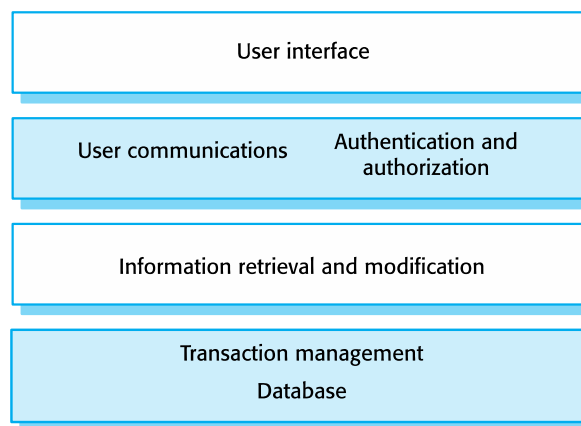 User interface
User communications
Authentication and
authorization
Information retrieval and modification
Transaction management
Database